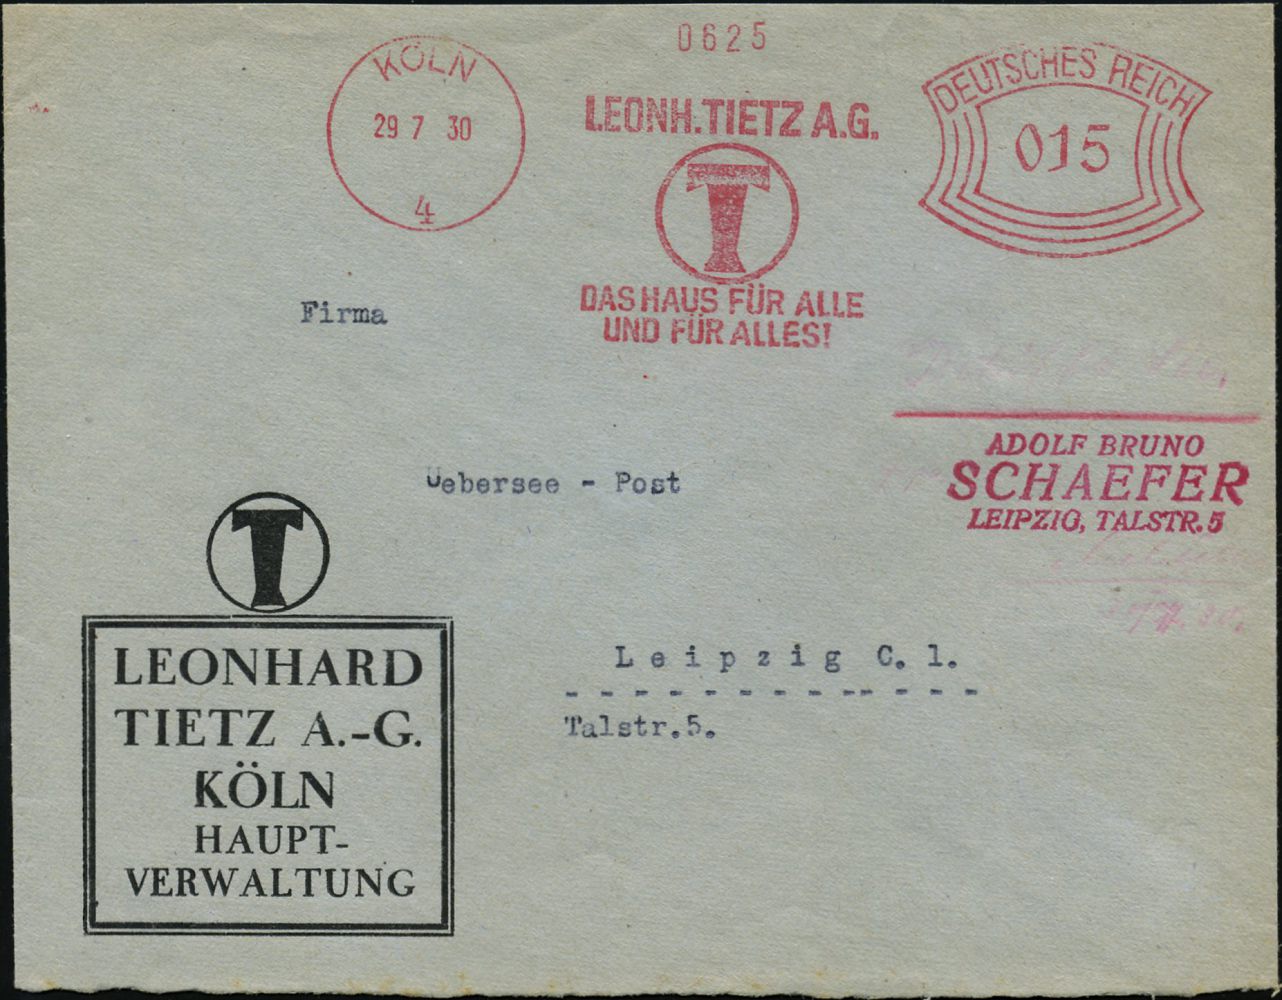 0625
KÖLN
29 7 30
4
LEONH.TIETZ A.G.
T
DAS HAUS FÜR ALLE
UND FÜR ALLES!
DEUTSCHES REICH
015
Firma
ADOLF BRUNO
SCHAEFER
LEIPZIG, TALSTR. 5
Uebersee - Post
Leipzig C.1.
Talstr.5.
T
LEONHARD
TIETZ A.-G.
KÖLN
HAUPT-
VERWALTUNG